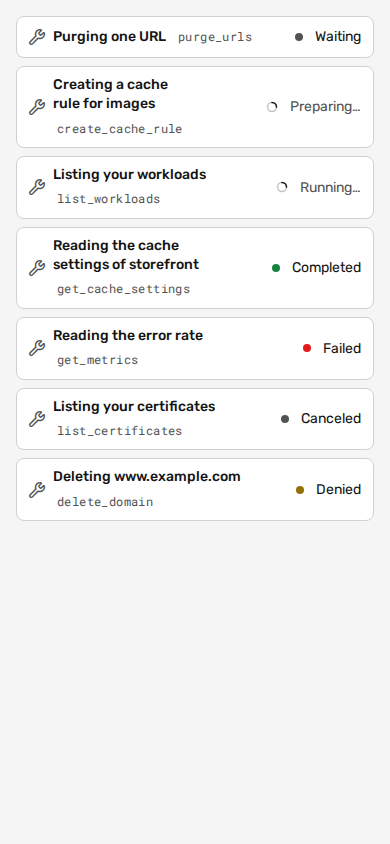 Purging one URL purge_urls Waiting
Creating a cache
rule for images
create_cache_rule
Preparing…
Listing your workloads
list_workloads
Running…
Reading the cache
settings of storefront
get_cache_settings
Completed
Reading the error rate
get_metrics
Failed
Listing your certificates
list_certificates
Canceled
Deleting www.example.com
delete_domain
Denied